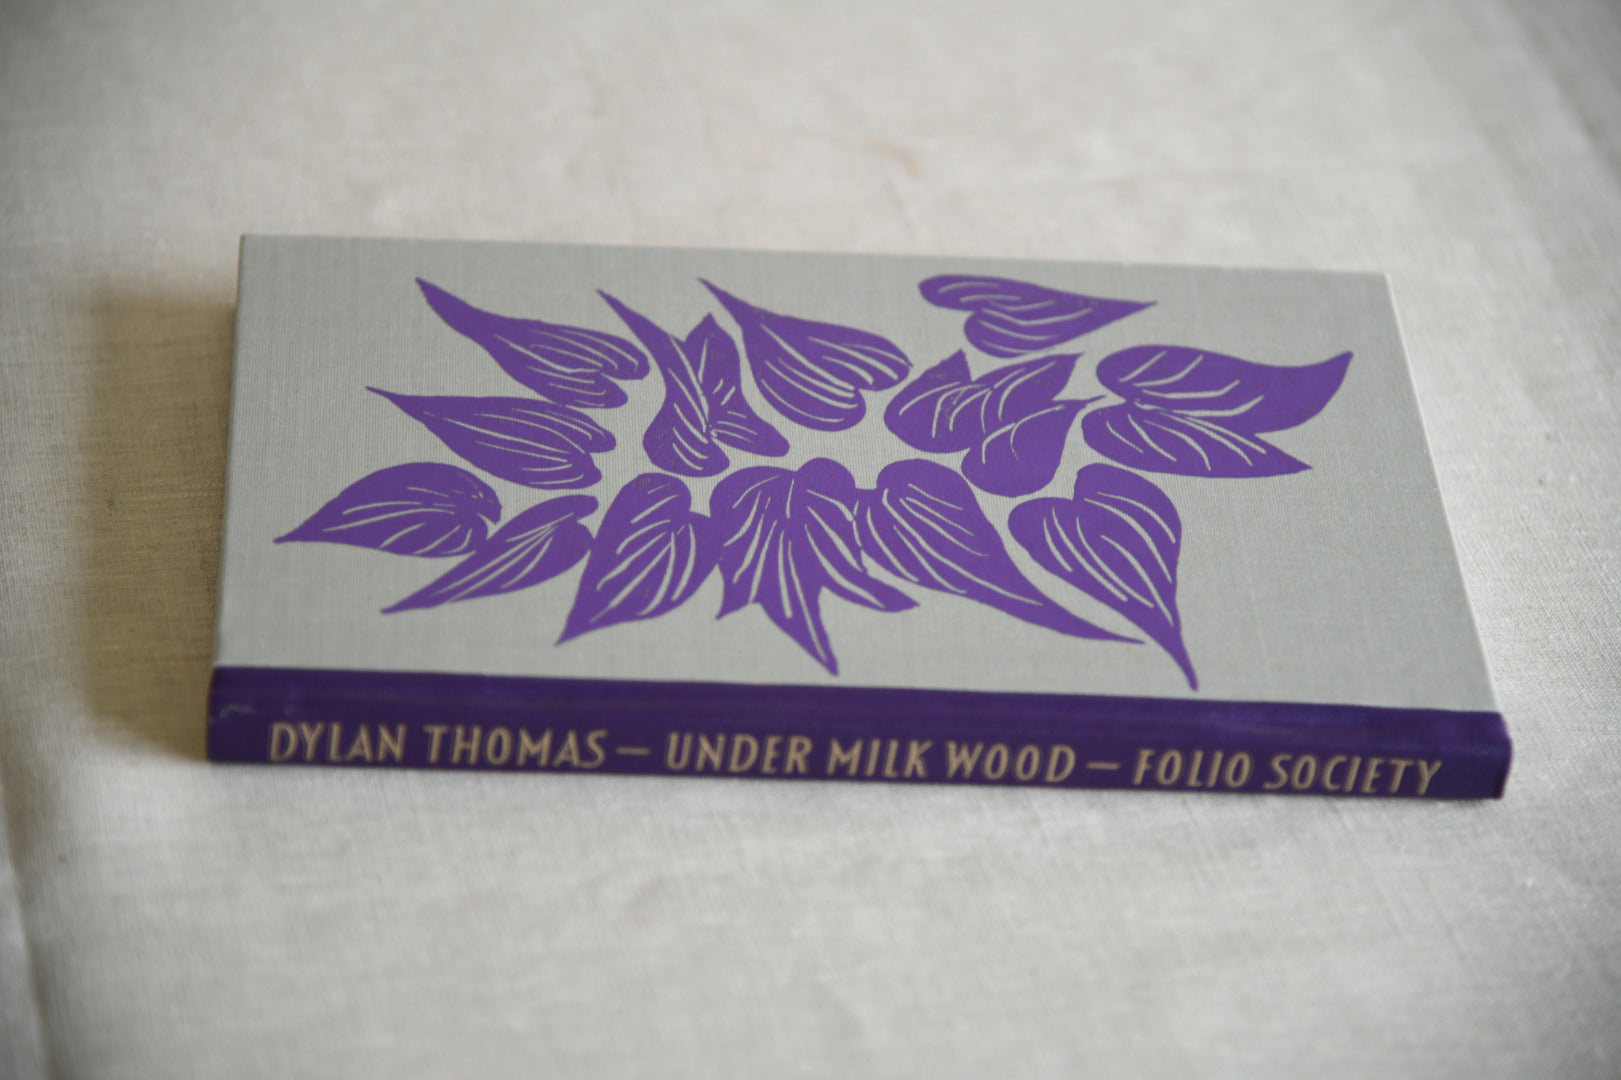 DYLAN THOMAS — UNDER MILK WOOD — FOLIO SOCIETY